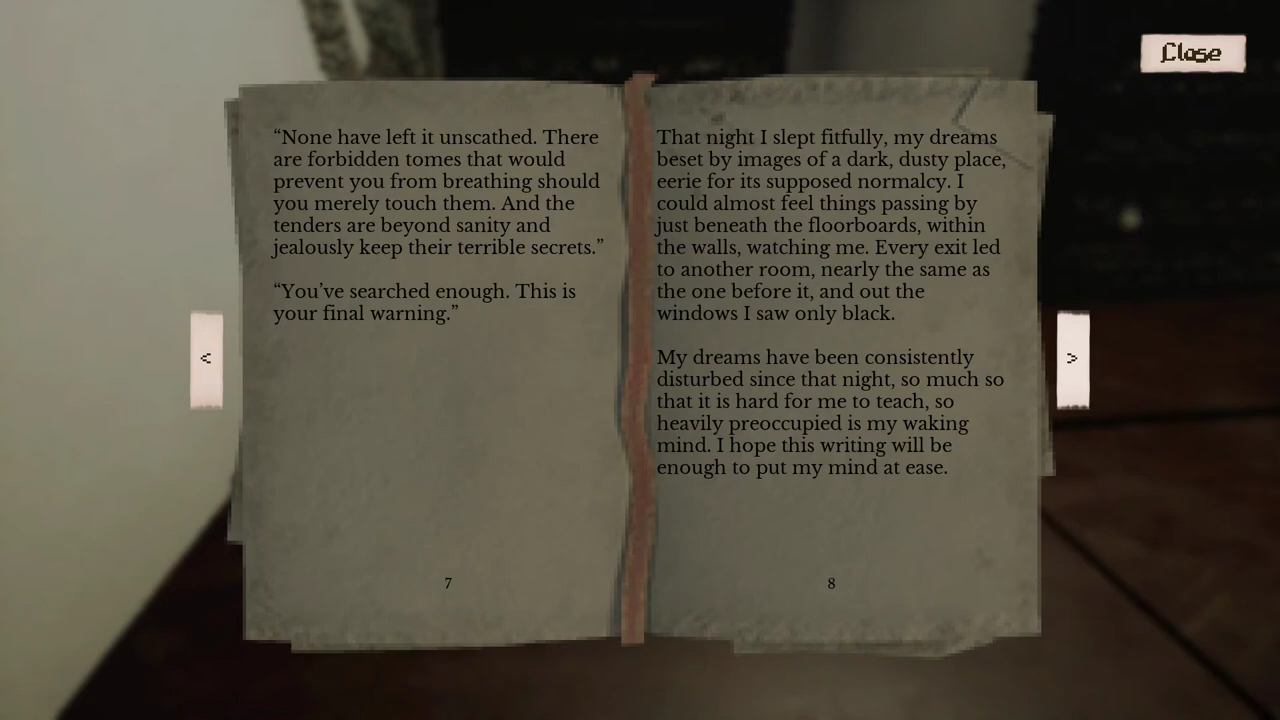 Close
“None have left it unscathed. There
are forbidden tomes that would
prevent you from breathing should
you merely touch them. And the
tenders are beyond sanity and
jealously keep their terrible secrets.”
“You’ve searched enough. This is
your final warning.”
7
That night I slept fitfully, my dreams
beset by images of a dark, dusty place,
eerie for its supposed normalcy. I
could almost feel things passing by
just beneath the floorboards, within
the walls, watching me. Every exit led
to another room, nearly the same as
the one before it, and out the
windows I saw only black.
My dreams have been consistently
disturbed since that night, so much so
that it is hard for me to teach, so
heavily preoccupied is my waking
mind. I hope this writing will be
enough to put my mind at ease.
8
<
>